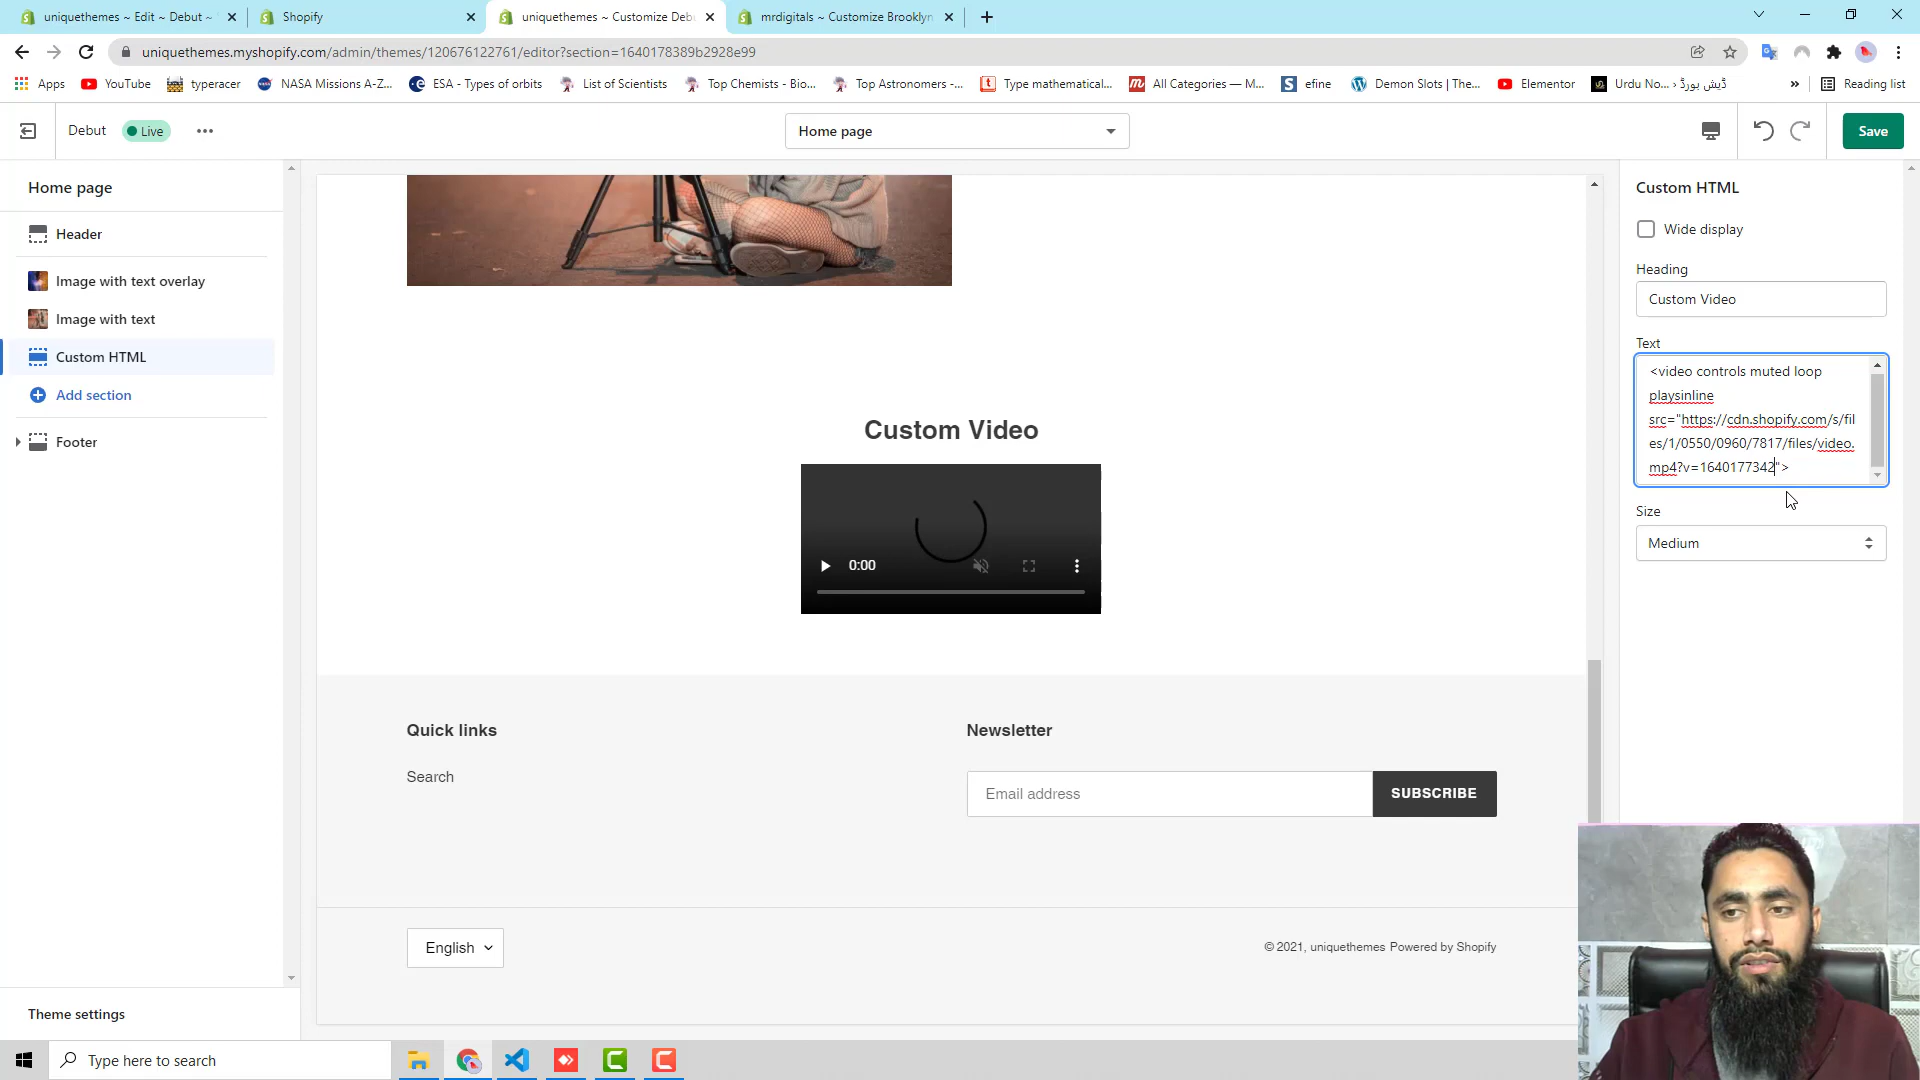 uniquethemes ~ Edit ~ Debut ~
Shopify
uniquethemes ~ Customize Deb
mrdigitals ~ Customize Brooklyn
uniquethemes.myshopify.com/admin/themes/120676122761/editor?section=1640178389b2928e99
Apps
YouTube
typeracer
NASA Missions A-Z...
ESA - Types of orbits
List of Scientists
Top Chemists - Bio...
Top Astronomers -...
Type mathematical...
All Categories — M...
efine
Demon Slots | The...
Elementor
Urdu No... ‹ ڈیش بورڈ
»
Reading list
Debut
Live
Home page
Save
Home page
Header
Image with text overlay
Image with text
Custom HTML
Add section
Footer
Theme settings
Custom Video
0:00
Quick links
Search
Newsletter
Email address
SUBSCRIBE
English
© 2021, uniquethemes Powered by Shopify
Custom HTML
Wide display
Heading
Custom Video
Text
<video controls muted loop
playsinline
src="https://cdn.shopify.com/s/fil
es/1/0550/0960/7817/files/video.
mp4?v=1640177342">
Size
Medium
Type here to search